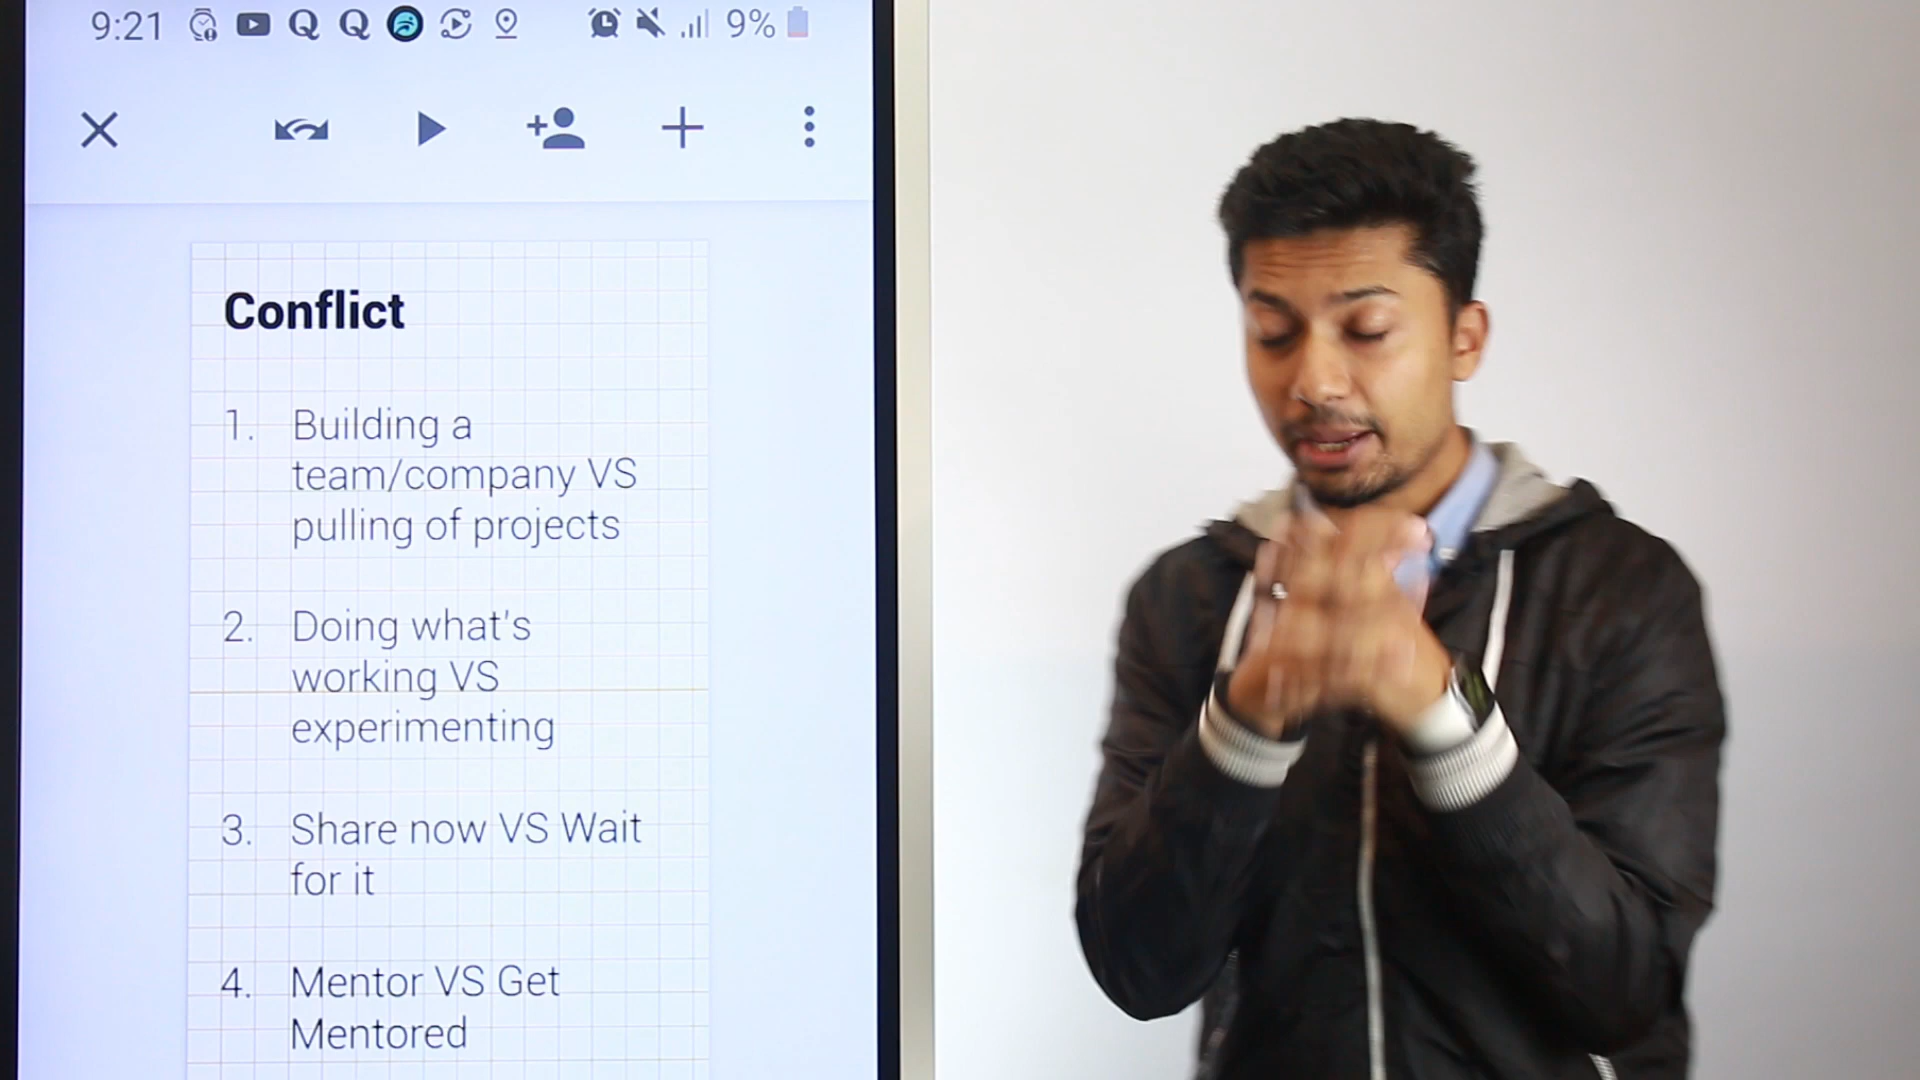 9:21
9%
Conflict
1. Building a
team/company VS
pulling of projects
2. Doing what's
working VS
experimenting
3. Share now VS Wait
for it
4. Mentor VS Get
Mentored